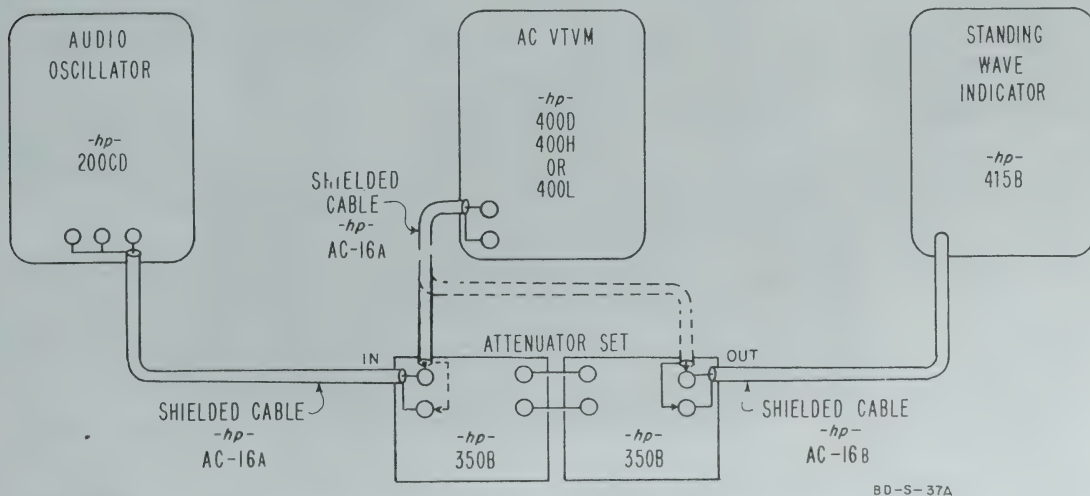 AUDIO
OSCILLATOR
-hp-
200CD
AC VTVM
-hp-
400D
400H
OR
400L
STANDING
WAVE
INDICATOR
-hp-
415B
SHIELDED
CABLE
-hp-
AC-16A
IN
ATTENUATOR SET
OUT
SHIELDED CABLE
-hp-
AC-16A
-hp-
350B
-hp-
350B
SHIELDED CABLE
-hp-
AC-16B
BD-S-37A